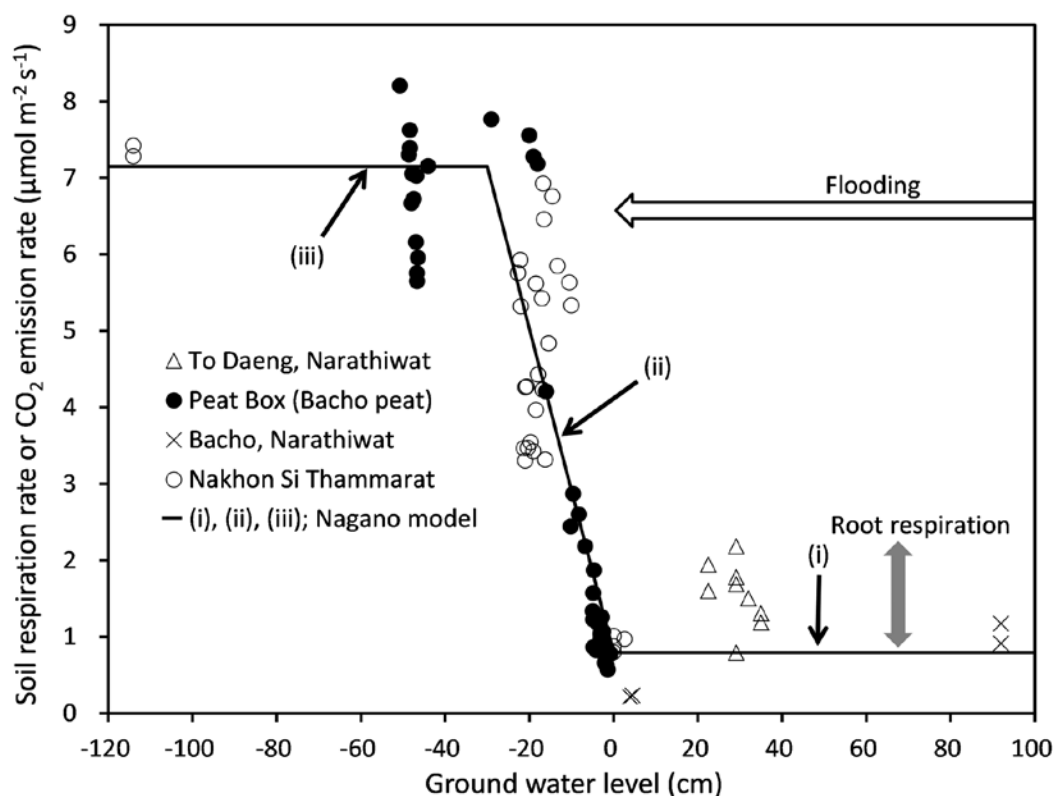 Soil respiration rate or CO₂ emission rate (μmol m⁻² s⁻¹)
9
8
7
6
5
4
3
2
1
0
Flooding
(iii)
(ii)
To Daeng, Narathiwat
Peat Box (Bacho peat)
Bacho, Narathiwat
Nakhon Si Thammarat
(i), (ii), (iii); Nagano model
Root respiration
(i)
-120 -100 -80 -60 -40 -20 0 20 40 60 80 100
Ground water level (cm)